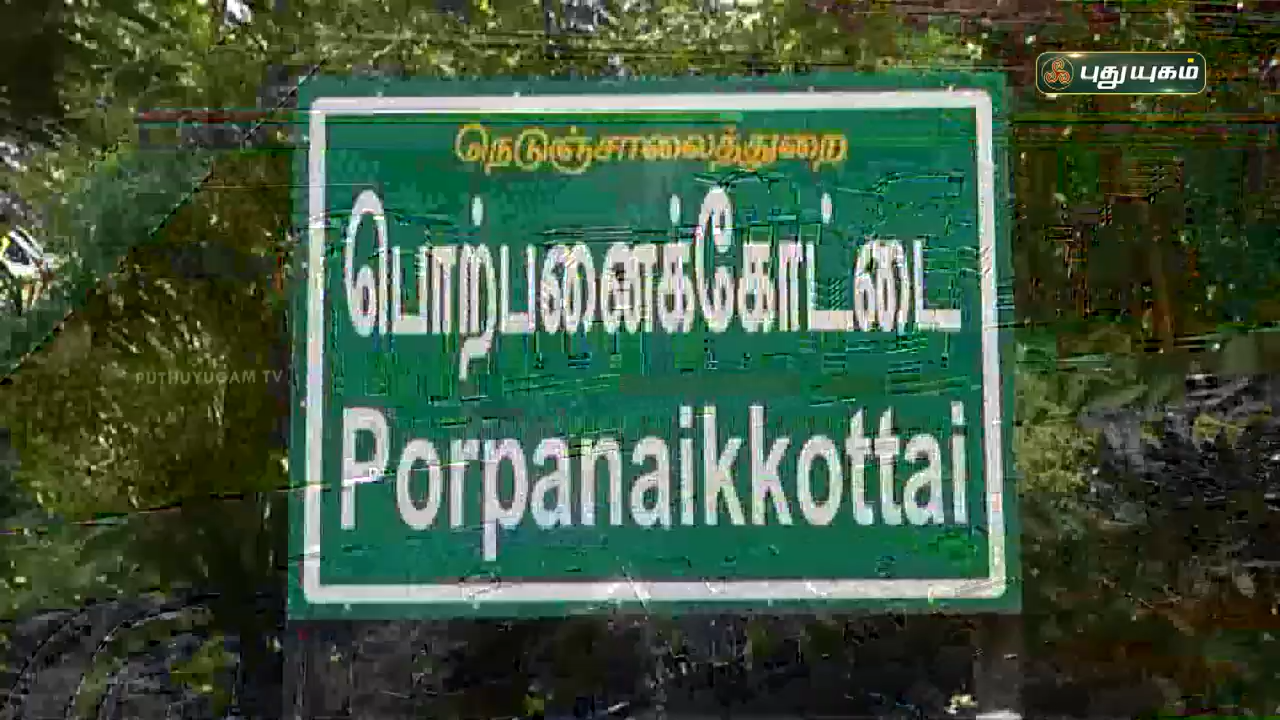 புதுயுகம்
நெடுஞ்சாலைத்துறை
பொற்பனைக்கோட்டை
PUTHUYUGAM TV
Porpanaikkottai